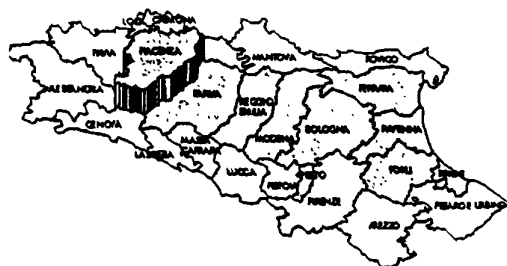 LODI
CREMONA
PAVIA
PIACENZA
MANTOVA
ROVIGO
ALESSANDRIA
PARMA
REGGIO
EMILIA
FERRARA
GENOVA
MODENA
BOLOGNA
RAVENNA
MASSA
CARRARA
LA SPEZIA
LUCCA
PISTOIA
PRATO
FORLI
RIMINI
FIRENZE
PESARO E URBINO
AREZZO